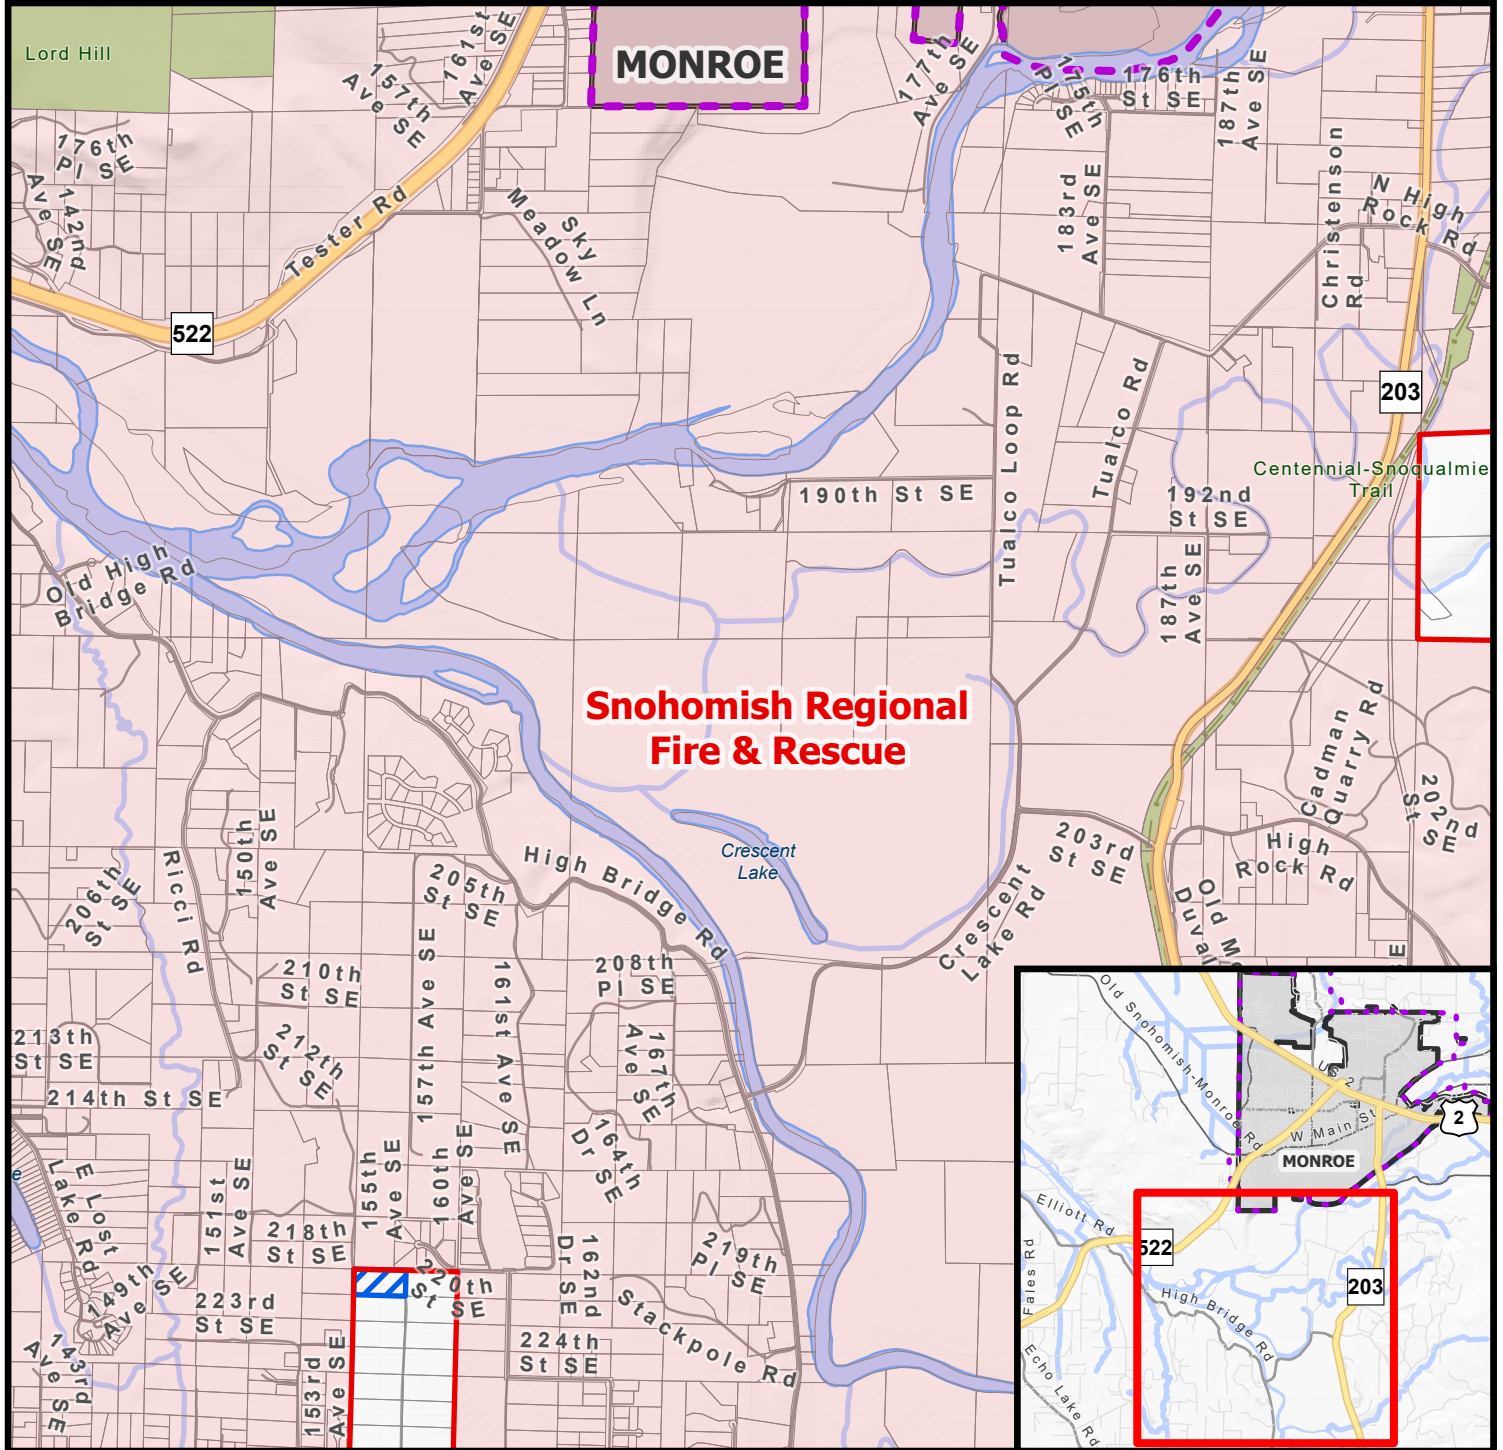 Lord Hill
MONROE
161st
Ave SE
157th
Ave SE
177th
Ave SE
175th
Pl SE
176th
St SE
187th
Ave SE
176th
Pl SE
142nd
Ave SE
Tester Rd
Sky
Meadow Ln
183rd
Ave SE
Christenson
Rd
N High
Rock Rd
522
203
Tualco Loop Rd
Tualco Rd
Centennial-Snoqualmie
Trail
190th St SE
192nd
St SE
187th
Ave SE
Old High
Bridge Rd
Snohomish Regional
Fire & Rescue
Cadman
Quarry Rd
202nd
St SE
150th
Ave SE
Ricci Rd
206th
St SE
205th
St SE
High Bridge Rd
Crescent
Lake
203rd
St SE
High
Rock Rd
Crescent
Lake Rd
Old Mo
Duval
SE
210th
St SE
157th Ave SE
161st Ave SE
208th
Pl SE
213th
St SE
212th
St SE
167th
Ave SE
214th St SE
164th
Dr SE
e
E Lost
Lake Rd
151st
Ave SE
155th
Ave SE
160th
Ave SE
218th
St SE
162nd
Dr SE
219th
Pl SE
149th
Ave SE
220th
St SE
223rd
St SE
Stackpole Rd
224th
St SE
143rd
Ave SE
153rd
Ave SE
Old Snohomish-Monroe Rd
US 2
2
W Main St
MONROE
Elliott Rd
522
Fales Rd
203
High Bridge Rd
Echo Lake Rd